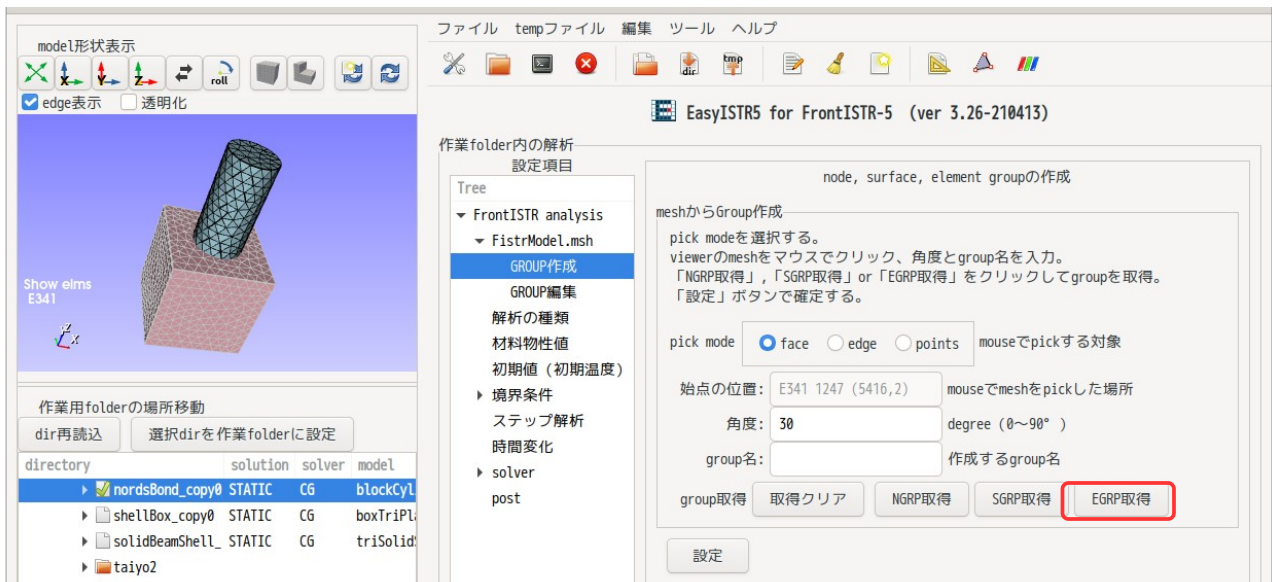 model形状表示
roll
edge表示 透明化
Show elms
E341
作業用folderの場所移動
dir再読込 選択dirを作業folderに設定
directory solution solver model
nordsBond_copy0 STATIC CG blockCyl
shellBox_copy0 STATIC CG boxTriPl
solidBeamShell_ STATIC CG triSolid
taiyo2
ファイル tempファイル 編集 ツール ヘルプ
dir tmp
EasyISTR5 for FrontISTR-5 (ver 3.26-210413)
作業folder内の解析
設定項目
Tree
FrontISTR analysis
FistrModel.msh
GROUP作成
GROUP編集
解析の種類
材料物性値
初期値 (初期温度)
境界条件
ステップ解析
時間変化
solver
post
node, surface, element groupの作成
meshからGroup作成
pick modeを選択する。
viewerのmeshをマウスでクリック、角度とgroup名を入力。
「NGRP取得」,「SGRP取得」or「EGRP取得」をクリックしてgroupを取得。
「設定」ボタンで確定する。
pick mode face edge points mouseでpickする対象
始点の位置: E341 1247 (5416,2) mouseでmeshをpickした場所
角度: 30 degree (0～90° )
group名: 作成するgroup名
group取得 取得クリア NGRP取得 SGRP取得 EGRP取得
設定